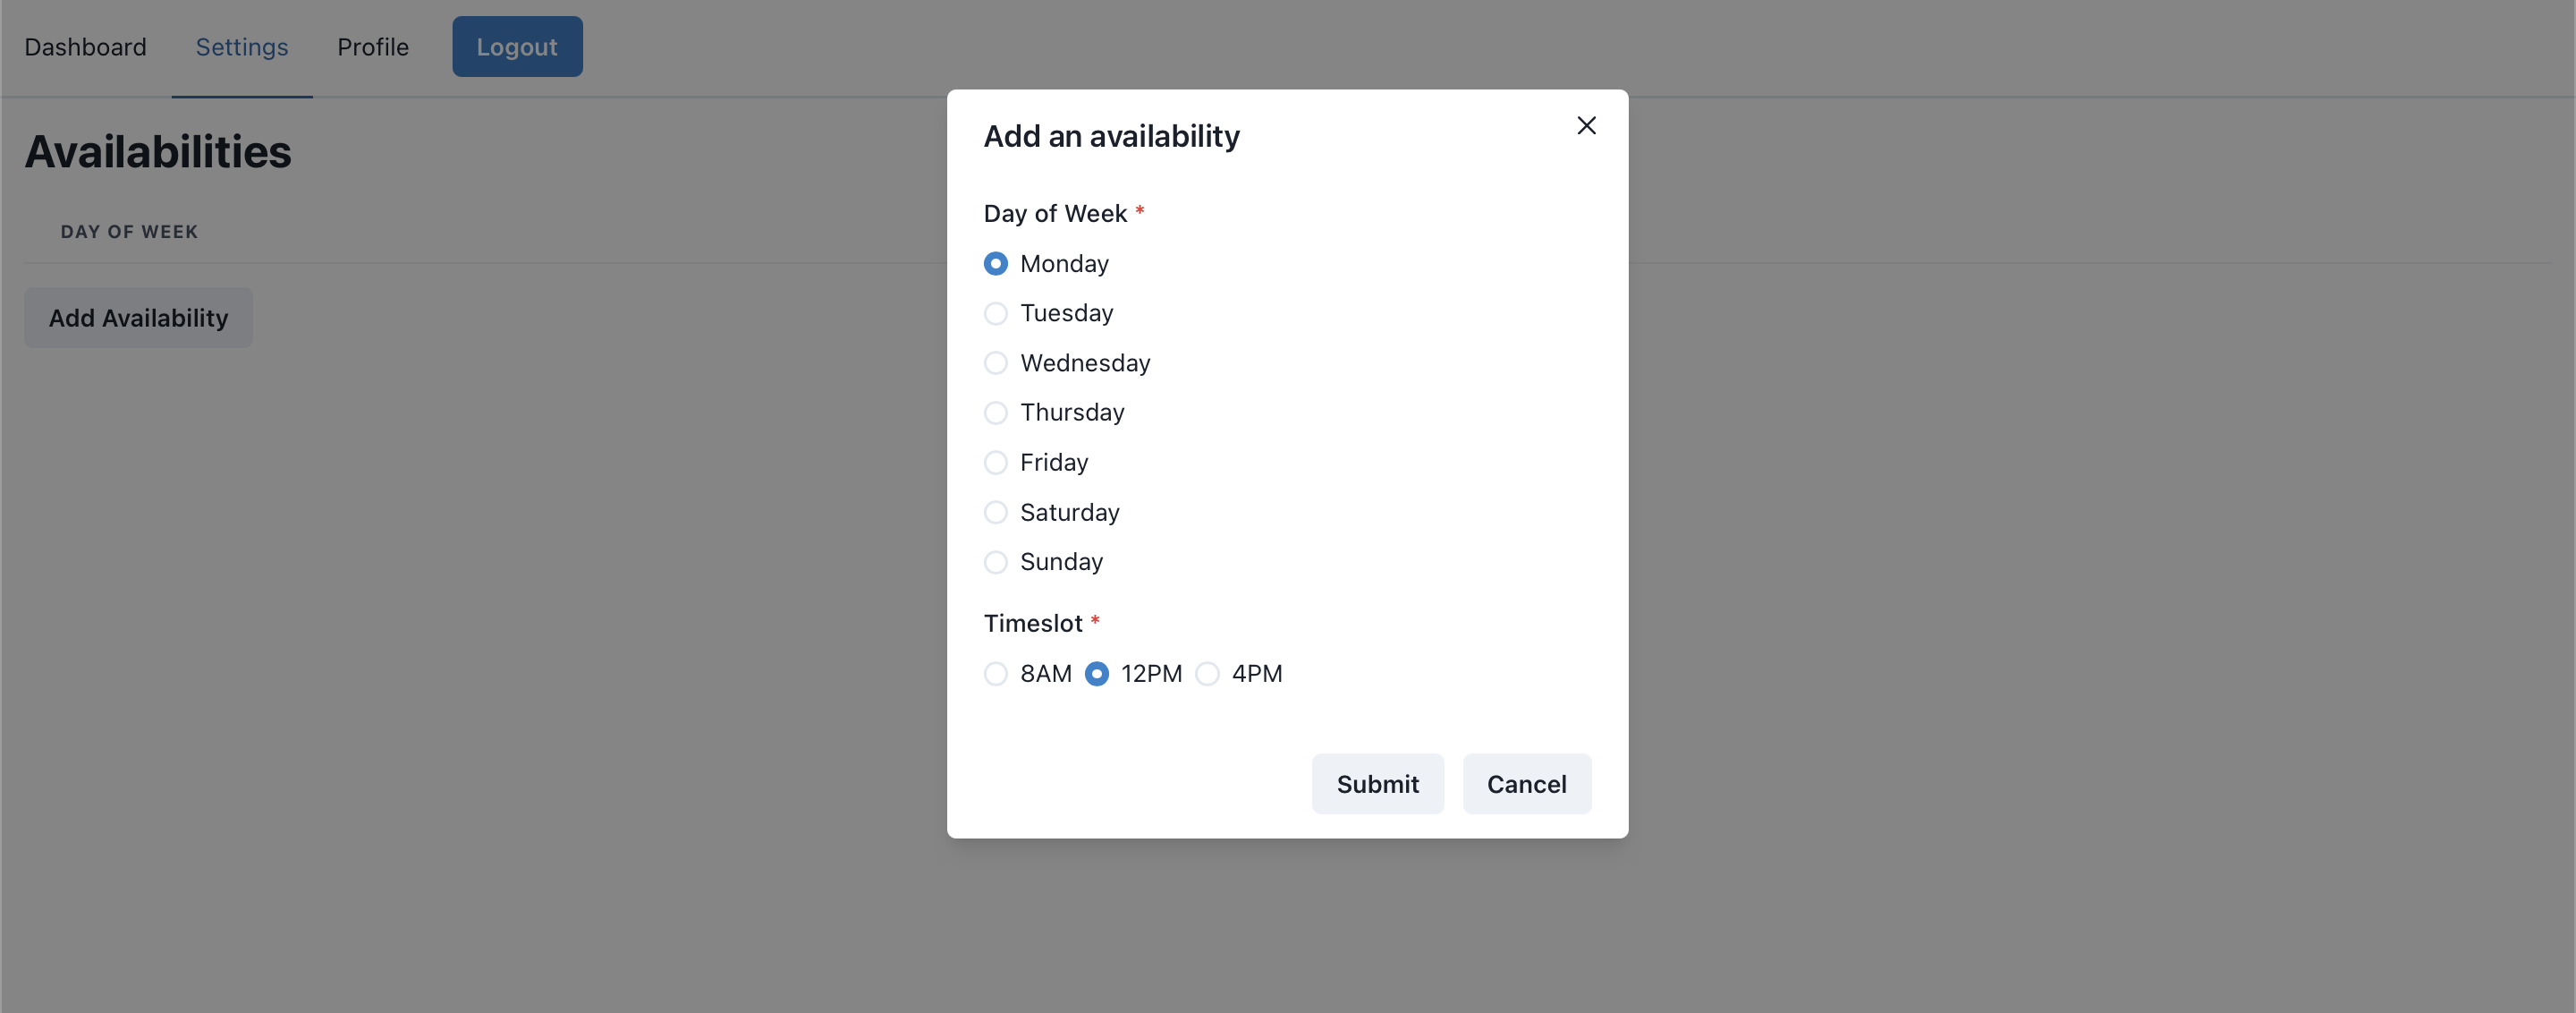 Dashboard Settings Profile Logout
Availabilities
DAY OF WEEK
Add Availability
Add an availability
Day of Week *
Monday
Tuesday
Wednesday
Thursday
Friday
Saturday
Sunday
Timeslot *
8AM 12PM 4PM
Submit Cancel